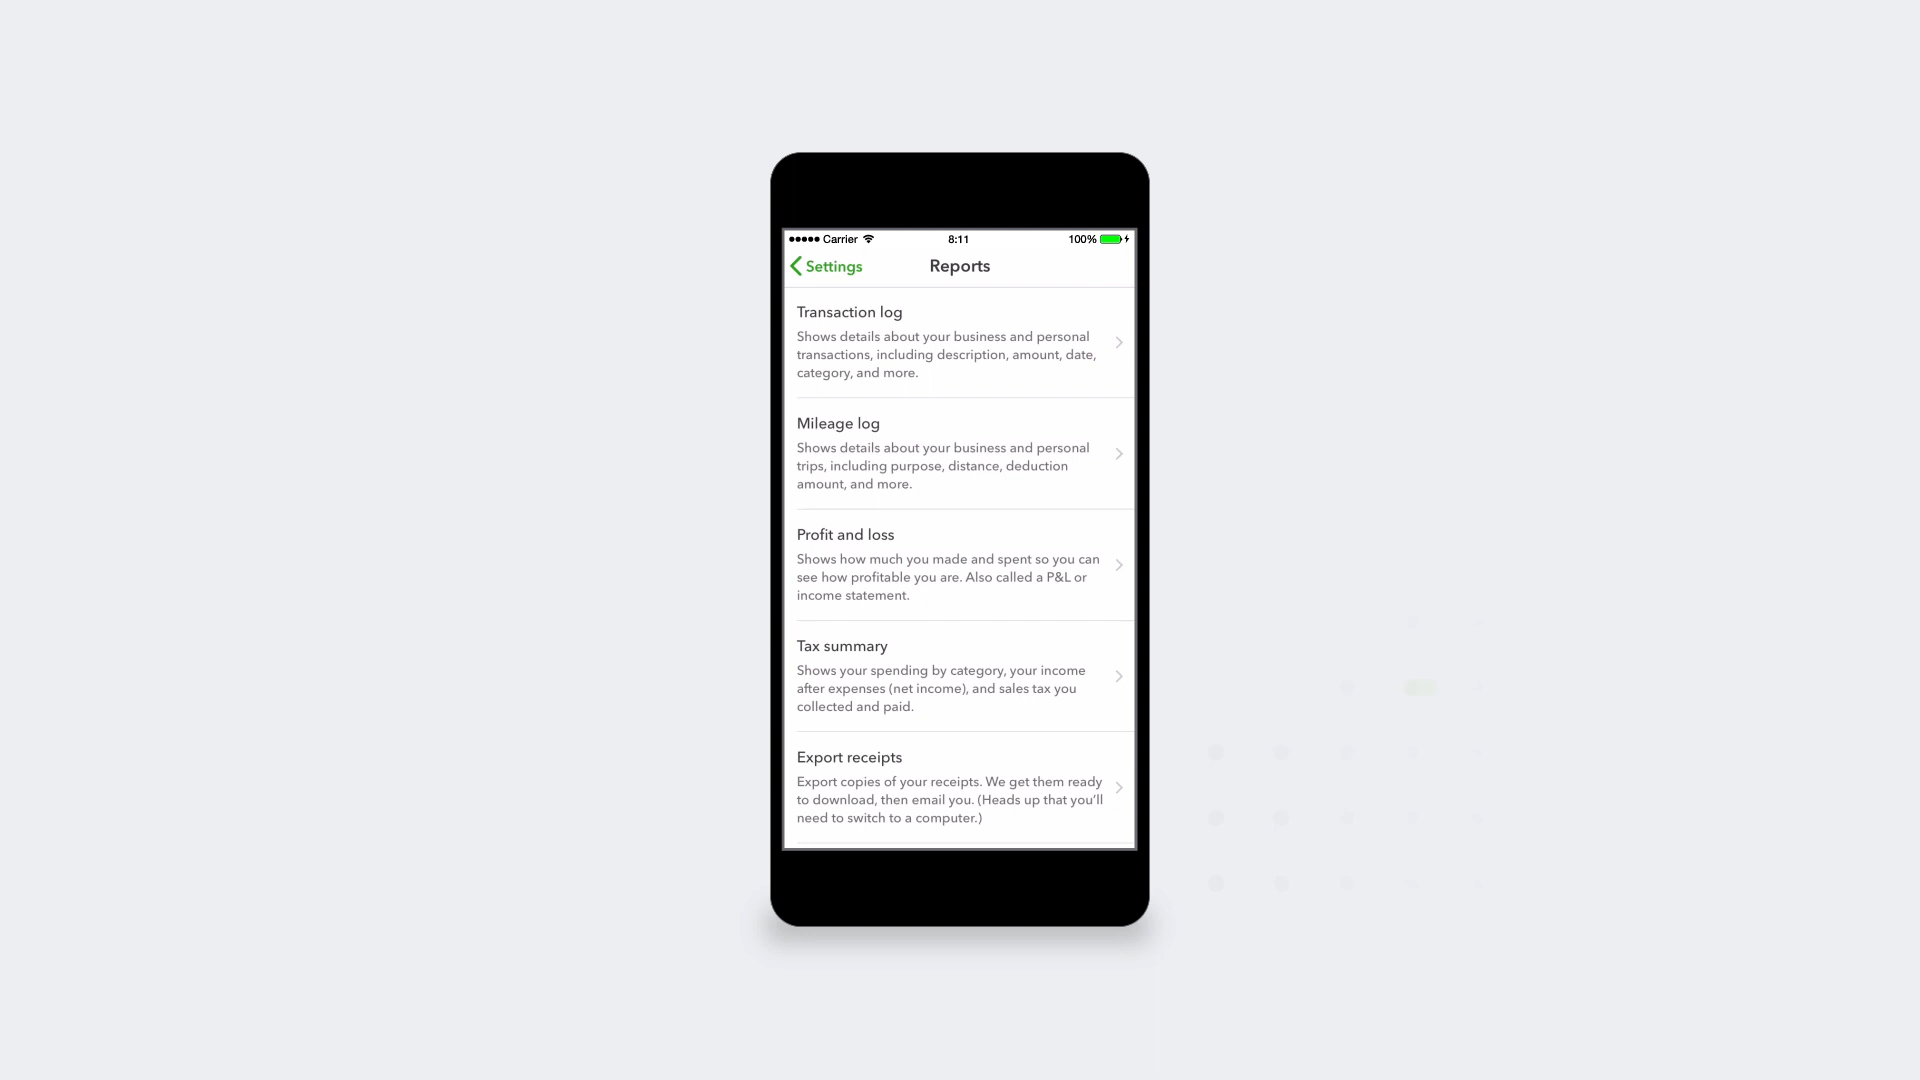 Carrier 8:11 100%
Settings Reports
Transaction log
Shows details about your business and personal
transactions, including description, amount, date,
category, and more.
Mileage log
Shows details about your business and personal
trips, including purpose, distance, deduction
amount, and more.
Profit and loss
Shows how much you made and spent so you can
see how profitable you are. Also called a P&L or
income statement.
Tax summary
Shows your spending by category, your income
after expenses (net income), and sales tax you
collected and paid.
Export receipts
Export copies of your receipts. We get them ready
to download, then email you. (Heads up that you’ll
need to switch to a computer.)